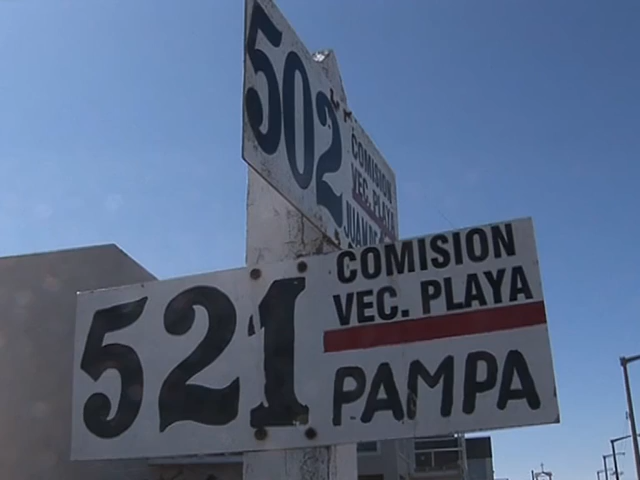 502
COMISION
VEC. PLAYA
521
COMISION
VEC. PLAYA
PAMPA